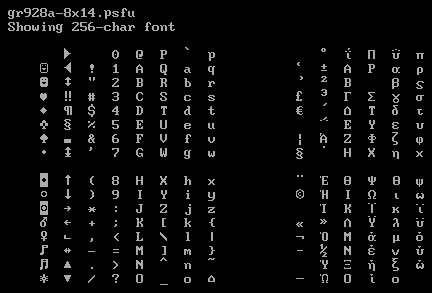 gr928a-8x14.psfu
Showing 256-char font
► 0 @ P ` p ° ΐ Π ΰ π
☺ ◄ ! 1 A Q a q ‛ ± Α Ρ α ρ
☻ ↕ " 2 B R b r ’ ² Β β ς
♥ ‼ # 3 C S c s £ ³ Γ Σ γ σ
♦ ¶ $ 4 D T d t € ΄ Δ Τ δ τ
♣ § % 5 E U e u ΅ Ε Υ ε υ
♠ ▬ & 6 F V f v ¦ Ά Ζ Φ ζ φ
• ↨ ' 7 G W g w § · Η Χ η χ
◘ ↑ ( 8 H X h x ¨ Έ Θ Ψ θ ψ
○ ↓ ) 9 I Y i y © Ή Ι Ω ι ω
◙ → * : J Z j z Ί Κ Ϊ κ ϊ
♂ ← + ; K [ k { « » Λ Ϋ λ ϋ
♀ ∟ , < L \ l | ¬ Ό Μ ά μ ό
♪ ↔ - = M ] m } - ½ Ν έ ν ύ
♫ ▲ . > N ^ n ~ Ύ Ξ ή ξ ώ
☼ ▼ / ? O _ o ⌂ ― Ώ Ο ί ο